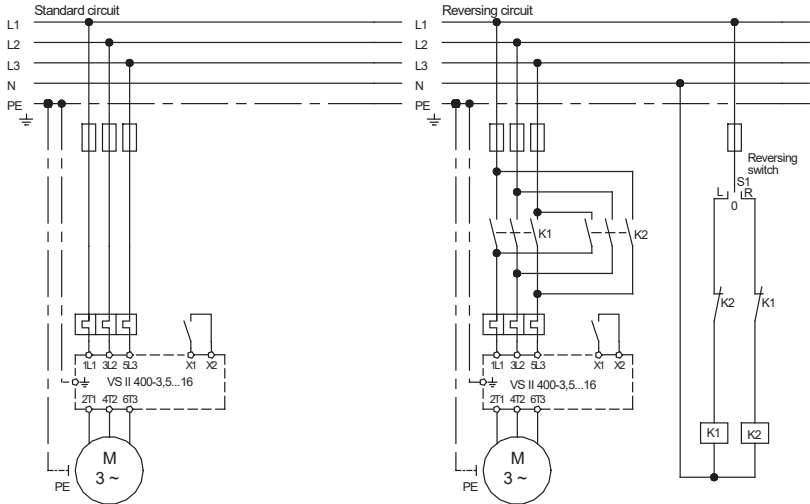 Standard circuit
L1
L2
L3
N
PE
1L1 3L2 5L3 X1 X2
VS II 400-3,5...16
2T1 4T2 6T3
M
3 ~
PE
Reversing circuit
L1
L2
L3
N
PE
Reversing
switch
S1
L R
0
K1 K2
K2 K1
1L1 3L2 5L3 X1 X2
VS II 400-3,5...16
2T1 4T2 6T3
K1 K2
M
3 ~
PE